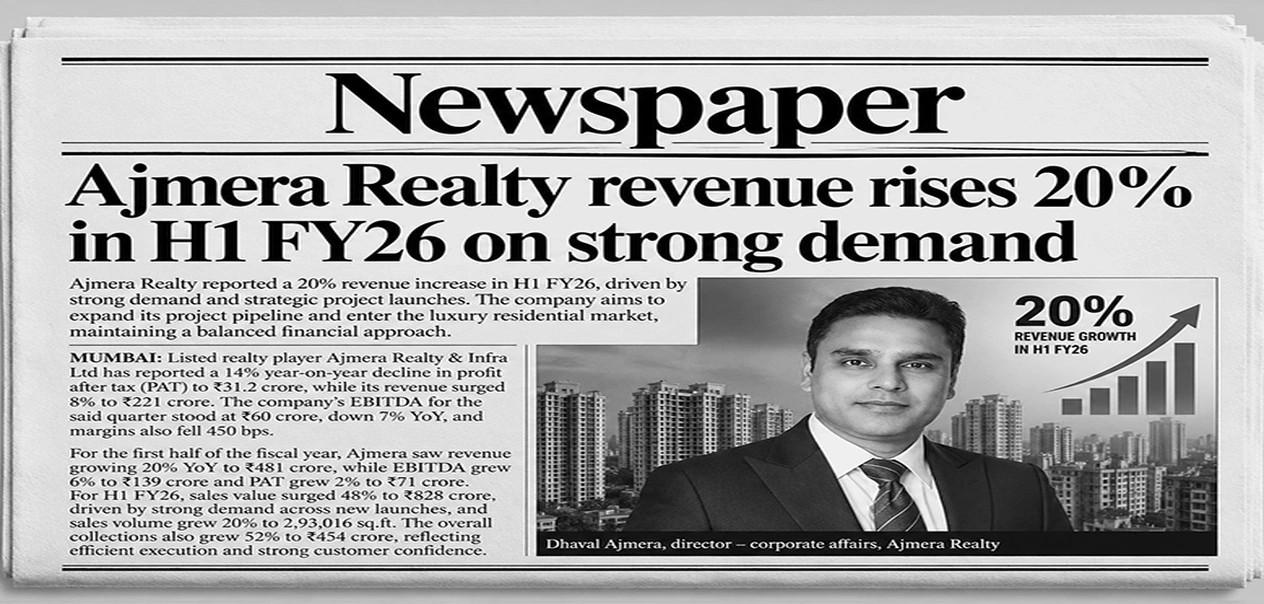 Newspaper
Ajmera Realty revenue rises 20%
in H1 FY26 on strong demand
Ajmera Realty reported a 20% revenue increase in H1 FY26, driven by
strong demand and strategic project launches. The company aims to
expand its project pipeline and enter the luxury residential market,
maintaining a balanced financial approach.
MUMBAI: Listed realty player Ajmera Realty & Infra
Ltd has reported a 14% year-on-year decline in profit
after tax (PAT) to ₹31.2 crore, while its revenue surged
8% to ₹221 crore. The company's EBITDA for the
said quarter stood at ₹60 crore, down 7% YoY, and
margins also fell 450 bps.
For the first half of the fiscal year, Ajmera saw revenue
growing 20% YoY to ₹481 crore, while EBITDA grew
6% to ₹139 crore and PAT grew 2% to ₹71 crore.
For H1 FY26, sales value surged 48% to ₹828 crore,
driven by strong demand across new launches, and
sales volume grew 20% to 2,93,016 sq.ft. The overall
collections also grew 52% to ₹454 crore, reflecting
efficient execution and strong customer confidence.
20%
REVENUE GROWTH
IN H1 FY26
Dhaval Ajmera, director – corporate affairs, Ajmera Realty